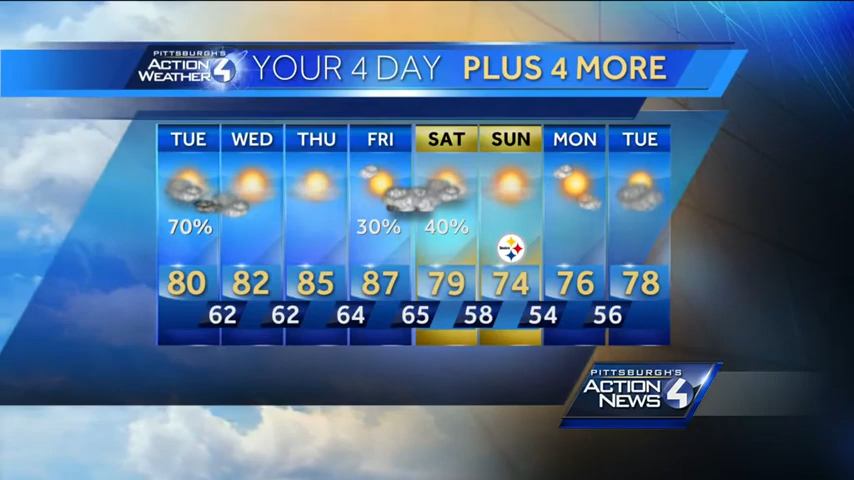 PITTSBURGH'S
ACTION
WEATHER 4
YOUR 4 DAY PLUS 4 MORE
TUE WED THU FRI SAT SUN MON TUE
70% 30% 40%
80 82 85 87 79 74 76 78
62 62 64 65 58 54 56
PITTSBURGH'S
ACTION
NEWS 4